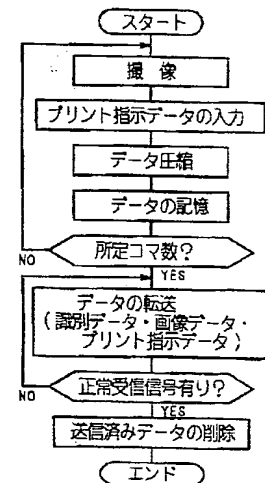 スタート
撮像
プリント指示データの入力
データ圧縮
データの記憶
所定コマ数?
NO
YES
データの転送
(識別データ・画像データ・
プリント指示データ)
正常受信信号有り?
NO
YES
送信済みデータの削除
エンド